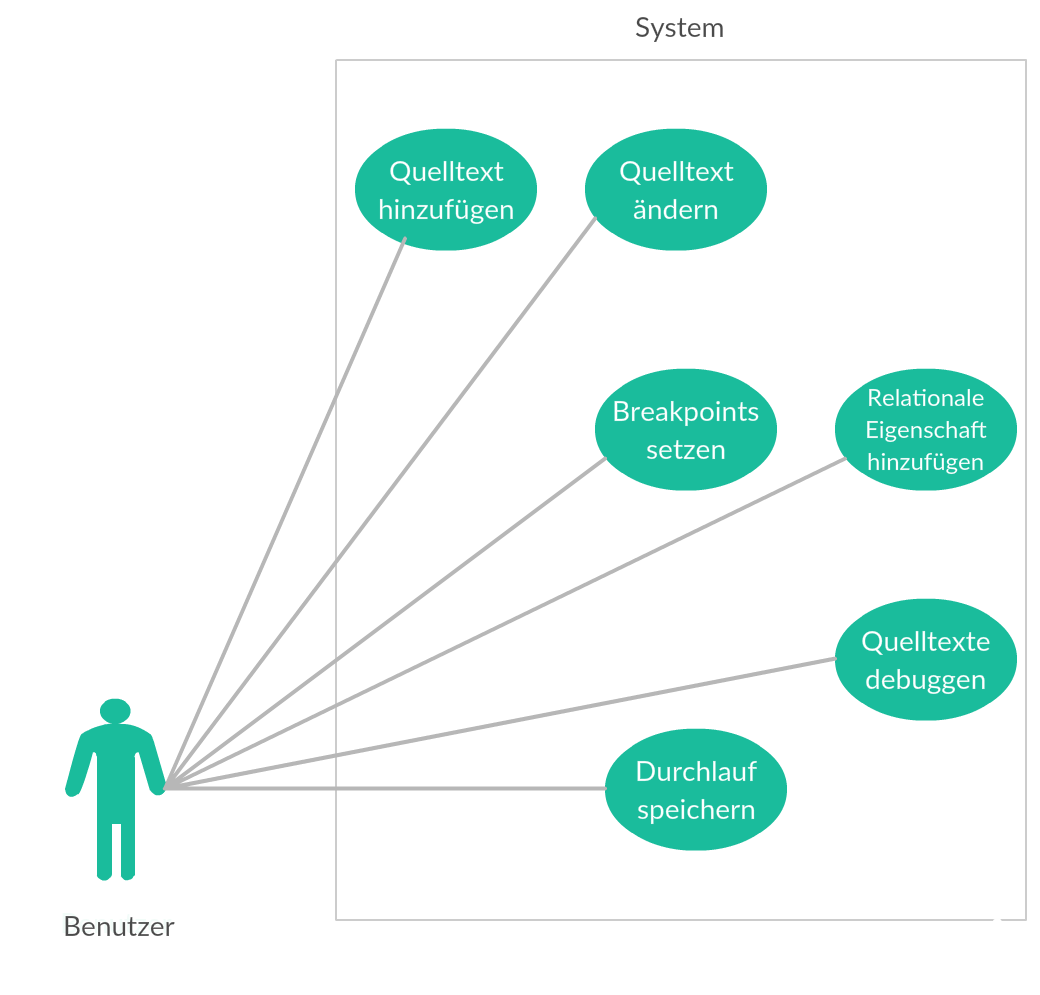 System
Quelltext
hinzufügen
Quelltext
ändern
Breakpoints
setzen
Relationale
Eigenschaft
hinzufügen
Quelltexte
debuggen
Durchlauf
speichern
Benutzer